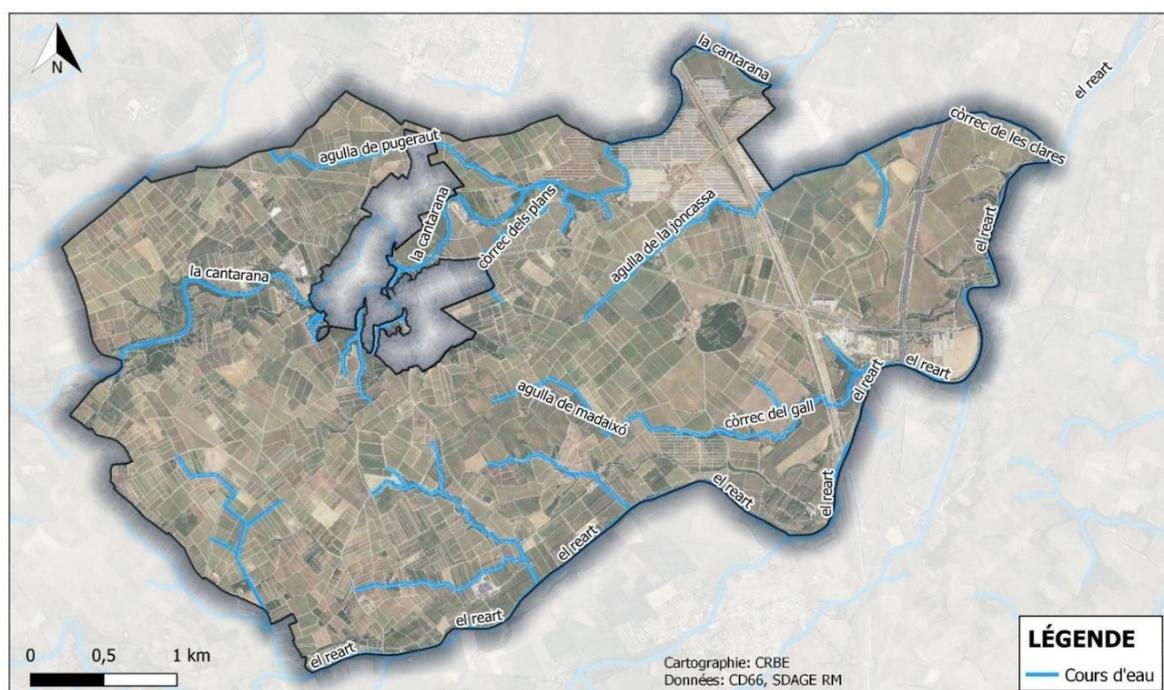 la cantarana
el reart
còrrec de les clares
agulla de pugeraut
la cantarana
còrrec dels plans
agulla de la joncassa
el reart
la cantarana
el reart
el reart
agulla de madaixó
còrrec del gall
el reart
el reart
el reart
el reart
el reart
N
0 0,5 1 km
Cartographie: CRBE
Données: CD66, SDAGE RM
LÉGENDE
Cours d'eau